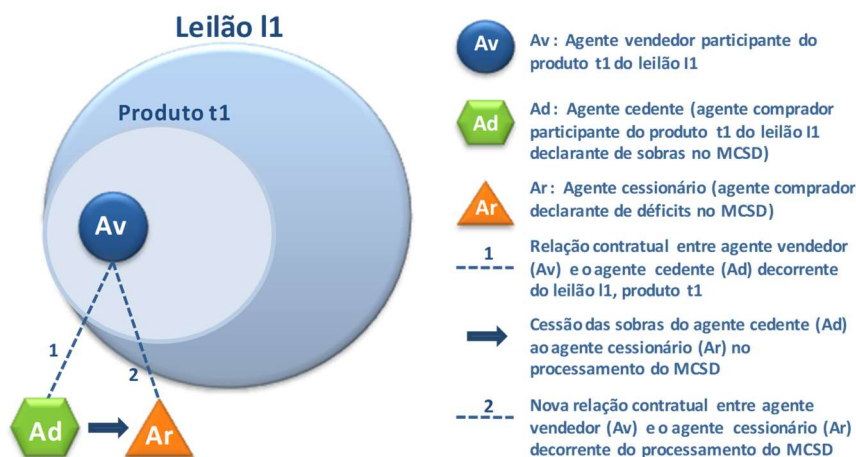 Leilão l1
Produto t1
Av
1
2
Ad
Ar
Av
Av : Agente vendedor participante do
produto t1 do leilão l1
Ad
Ad : Agente cedente (agente comprador
participante do produto t1 do leilão l1
declarante de sobras no MCSD)
Ar
Ar : Agente cessionário (agente comprador
declarante de déficits no MCSD)
1
Relação contratual entre agente vendedor
(Av) e o agente cedente (Ad) decorrente
do leilão l1, produto t1
Cessão das sobras do agente cedente (Ad)
ao agente cessionário (Ar) no
processamento do MCSD
2
Nova relação contratual entre agente
vendedor (Av) e o agente cessionário (Ar)
decorrente do processamento do MCSD